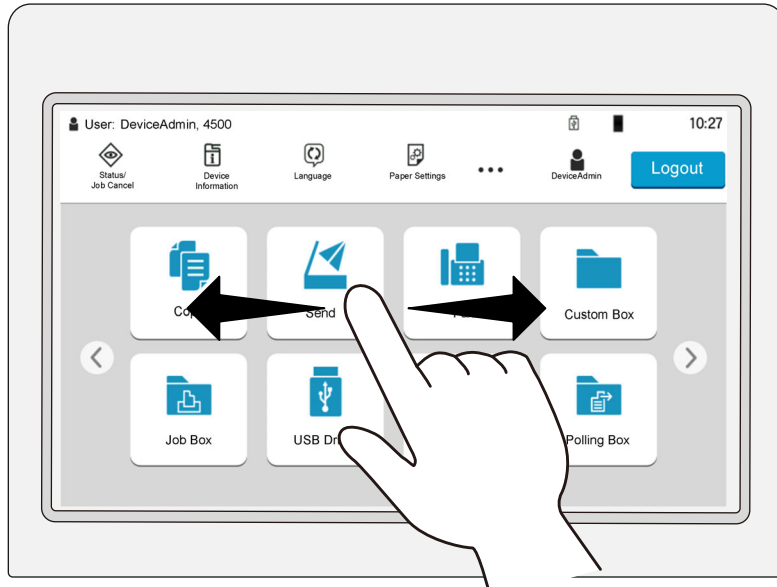 User: DeviceAdmin, 4500
10:27
Status/
Job Cancel
Device
Information
Language
Paper Settings
DeviceAdmin
Logout
Send
Custom Box
Job Box
Polling Box
USB